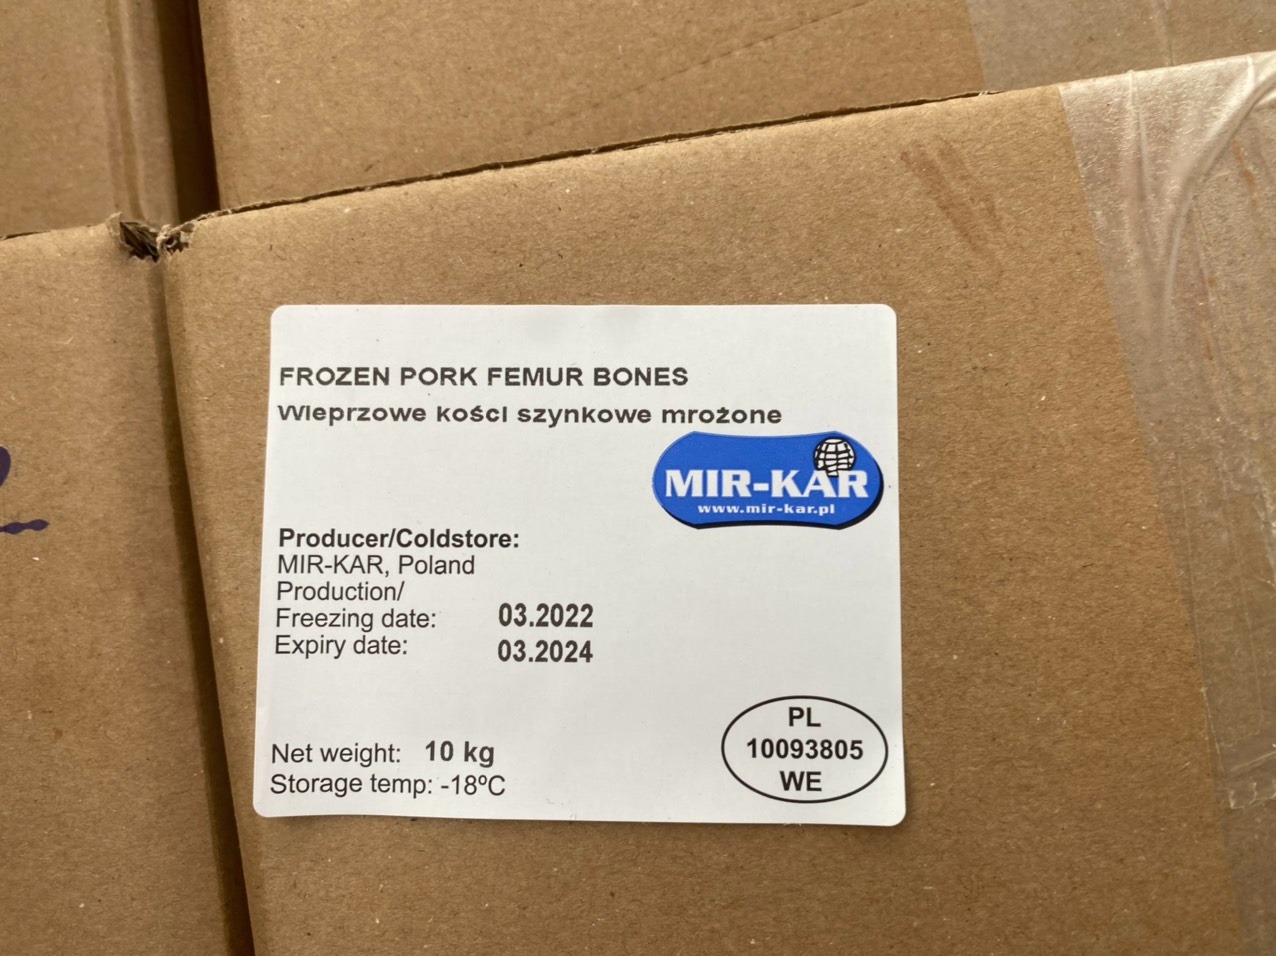 FROZEN PORK FEMUR BONES
Wieprzowe kości szynkowe mrożone
MIR-KAR
www.mir-kar.pl
Producer/Coldstore:
MIR-KAR, Poland
Production/
Freezing date: 03.2022
Expiry date: 03.2024
Net weight: 10 kg
Storage temp: -18ºC
PL
10093805
WE